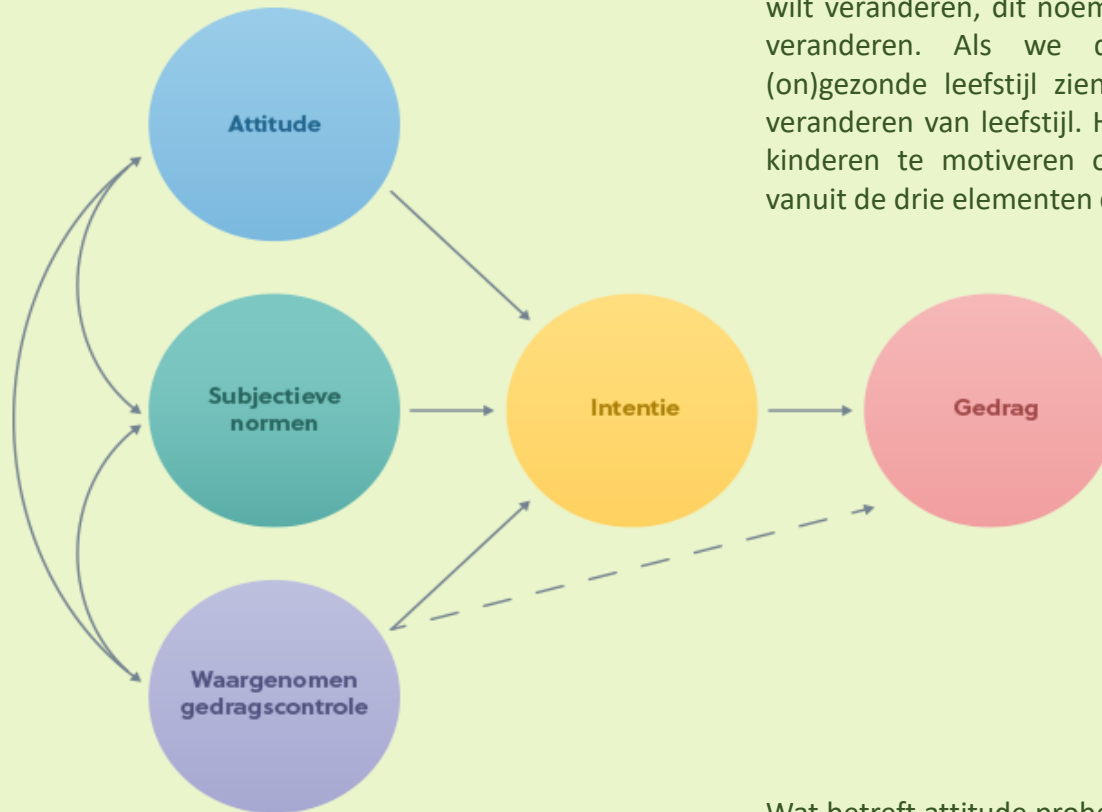 wilt veranderen, dit noem
veranderen. Als we
(on)gezonde leefstijl zien
veranderen van leefstijl.
kinderen te motiveren
vanuit de drie elementen
Attitude
Subjectieve
normen
Intentie
Gedrag
Waargenomen
gedragscontrole
Wat betreft attitude probe